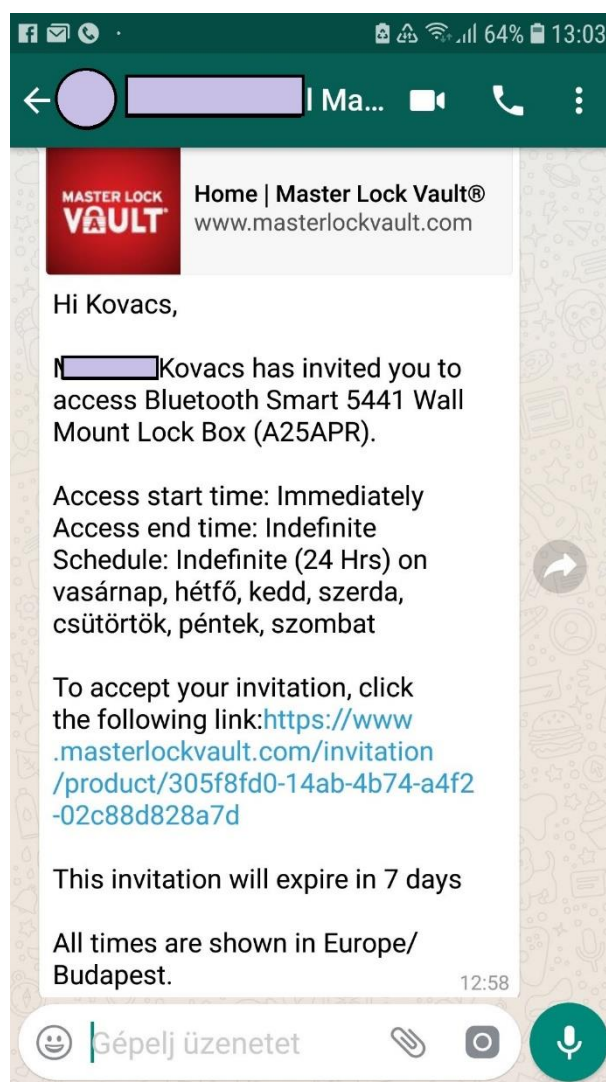 64% 13:03
l Ma...
MASTER LOCK
VAULT
Home | Master Lock Vault®
www.masterlockvault.com
Hi Kovacs,
Kovacs has invited you to
access Bluetooth Smart 5441 Wall
Mount Lock Box (A25APR).
Access start time: Immediately
Access end time: Indefinite
Schedule: Indefinite (24 Hrs) on
vasárnap, hétfő, kedd, szerda,
csütörtök, péntek, szombat
To accept your invitation, click
the following link:https://www
.masterlockvault.com/invitation
/product/305f8fd0-14ab-4b74-a4f2
-02c88d828a7d
This invitation will expire in 7 days
All times are shown in Europe/
Budapest.
12:58
Gépelj üzenetet